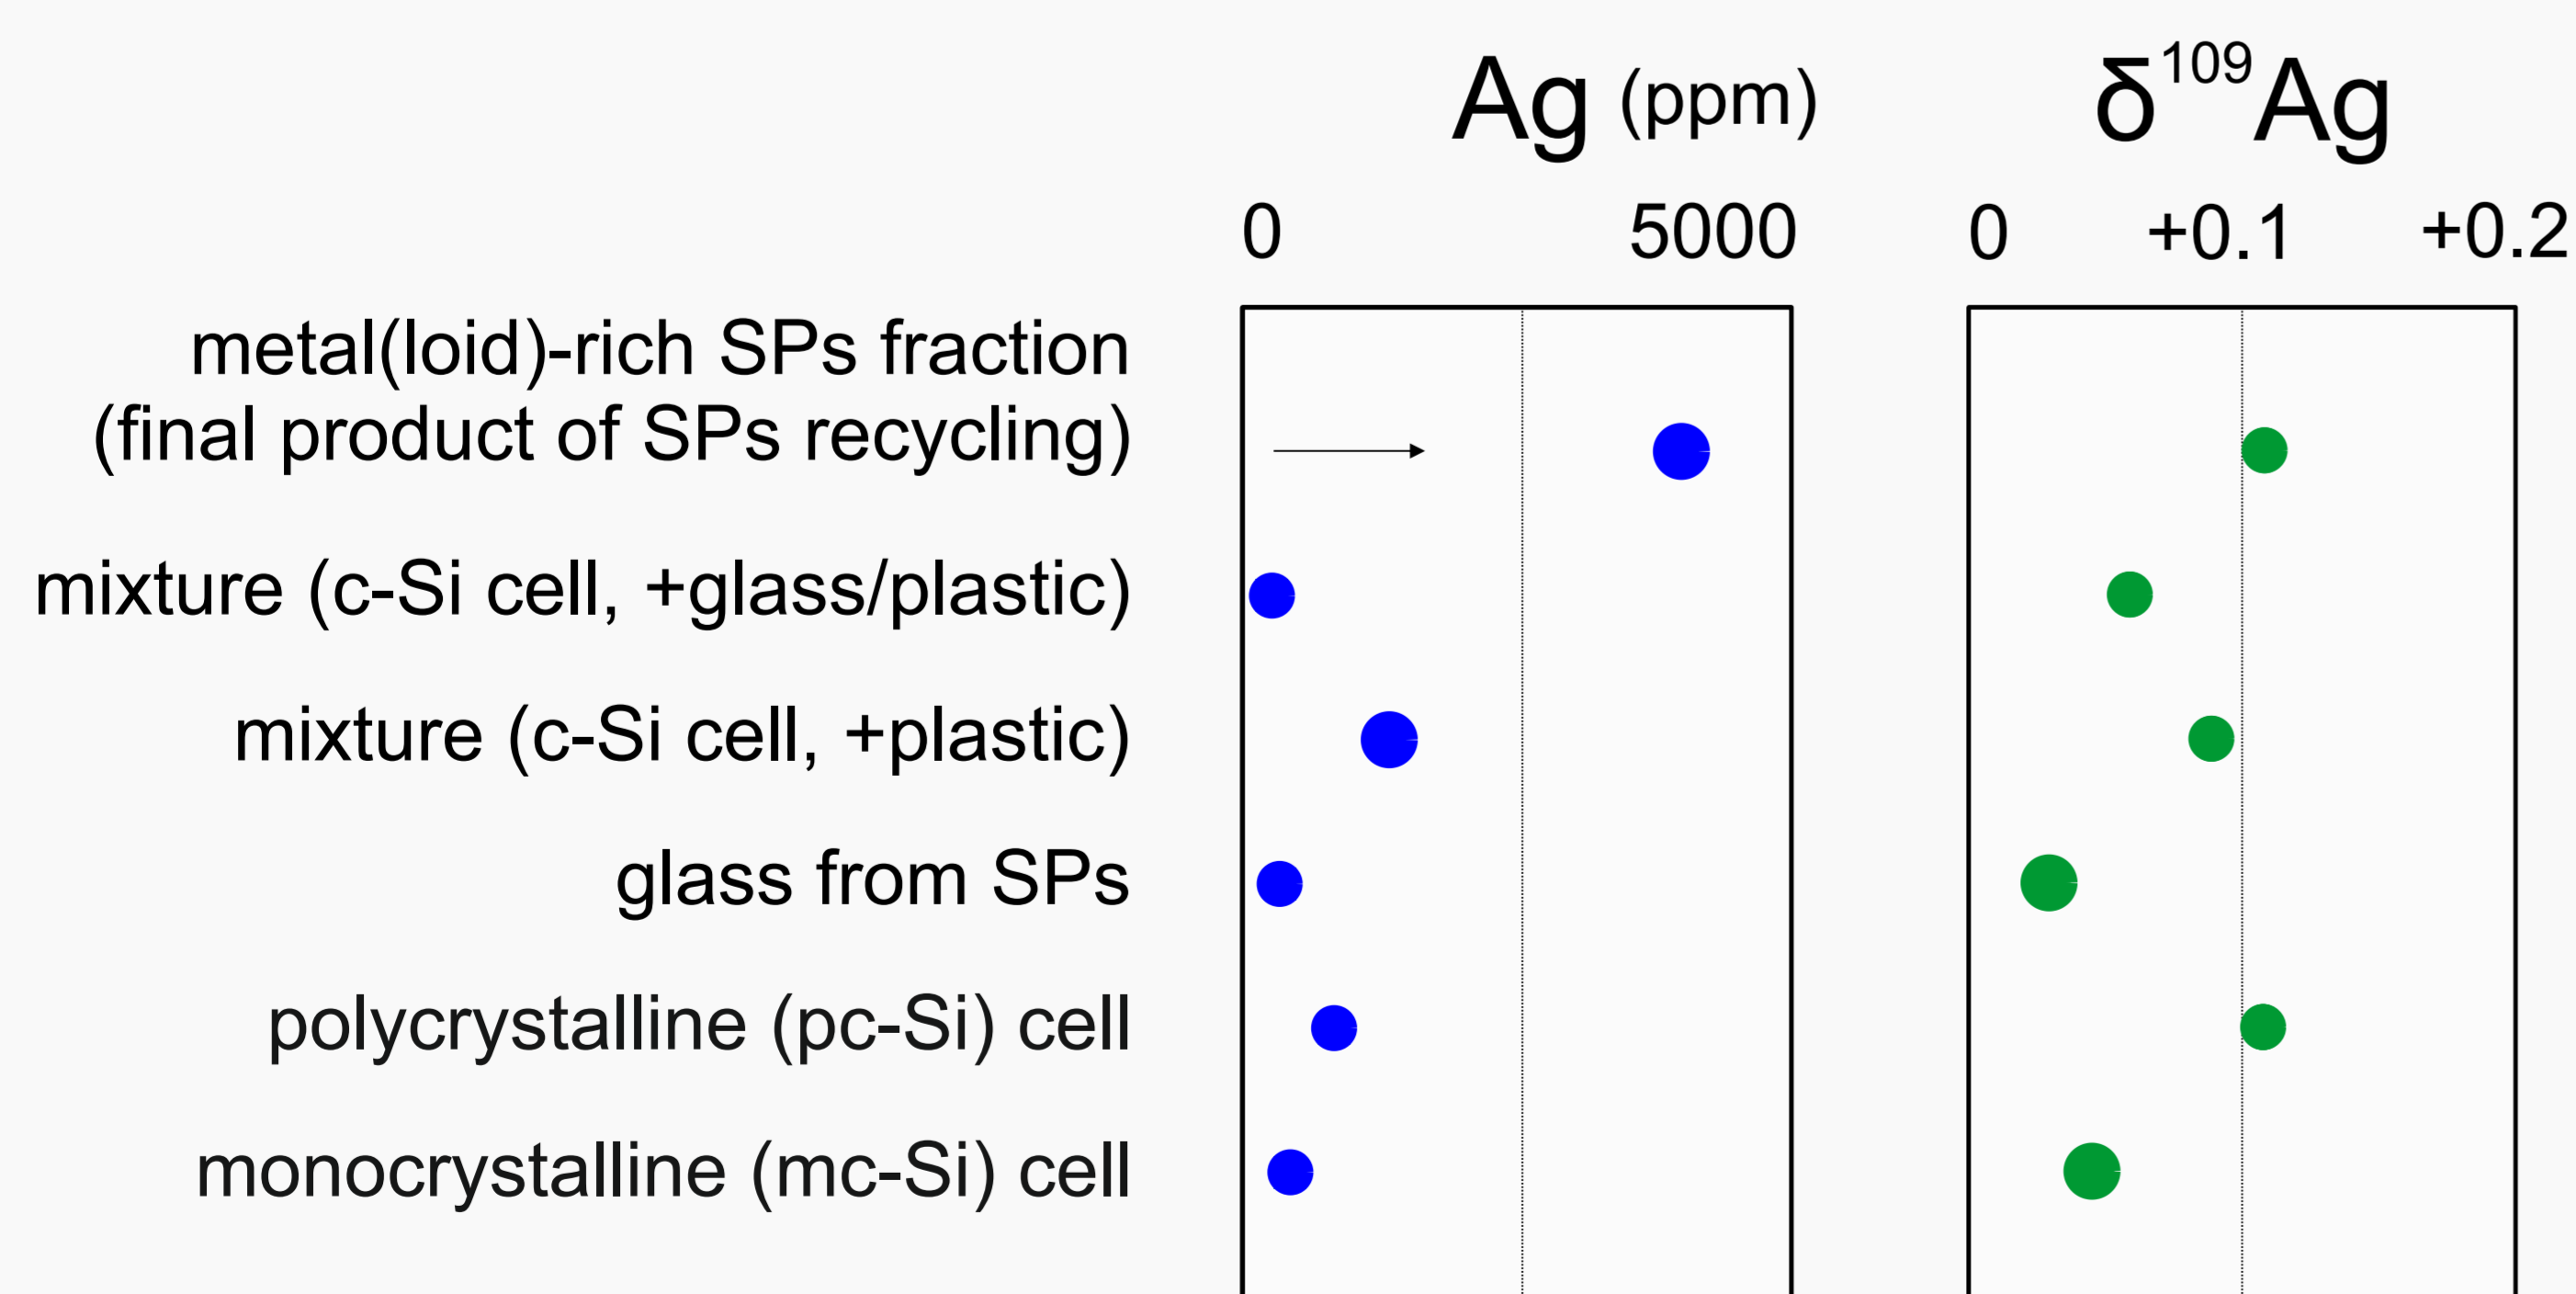 Ag (ppm)
δ¹⁰⁹Ag
0
5000
0
+0.1
+0.2
metal(loid)-rich SPs fraction
(final product of SPs recycling)
mixture (c-Si cell, +glass/plastic)
mixture (c-Si cell, +plastic)
glass from SPs
polycrystalline (pc-Si) cell
monocrystalline (mc-Si) cell